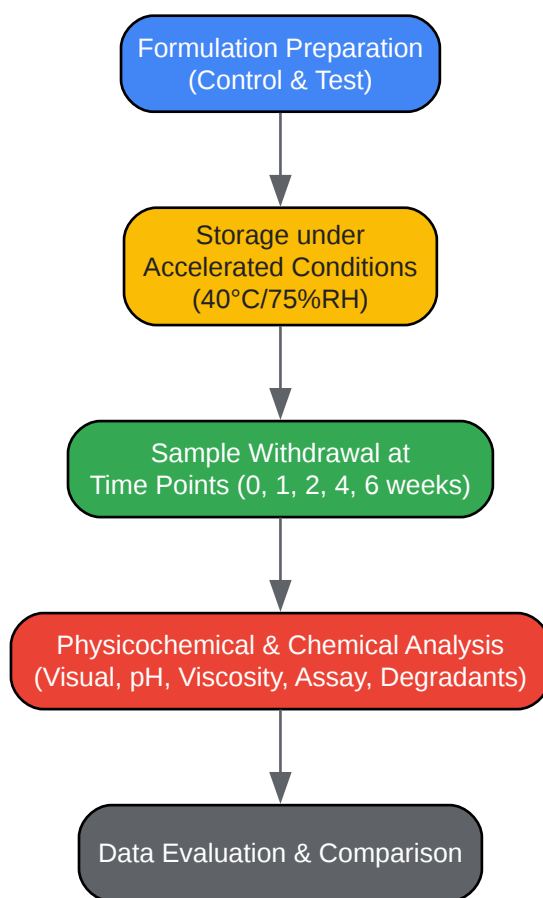 Formulation Preparation
(Control & Test)
Storage under
Accelerated Conditions
(40°C/75%RH)
Sample Withdrawal at
Time Points (0, 1, 2, 4, 6 weeks)
Physicochemical & Chemical Analysis
(Visual, pH, Viscosity, Assay, Degradants)
Data Evaluation & Comparison